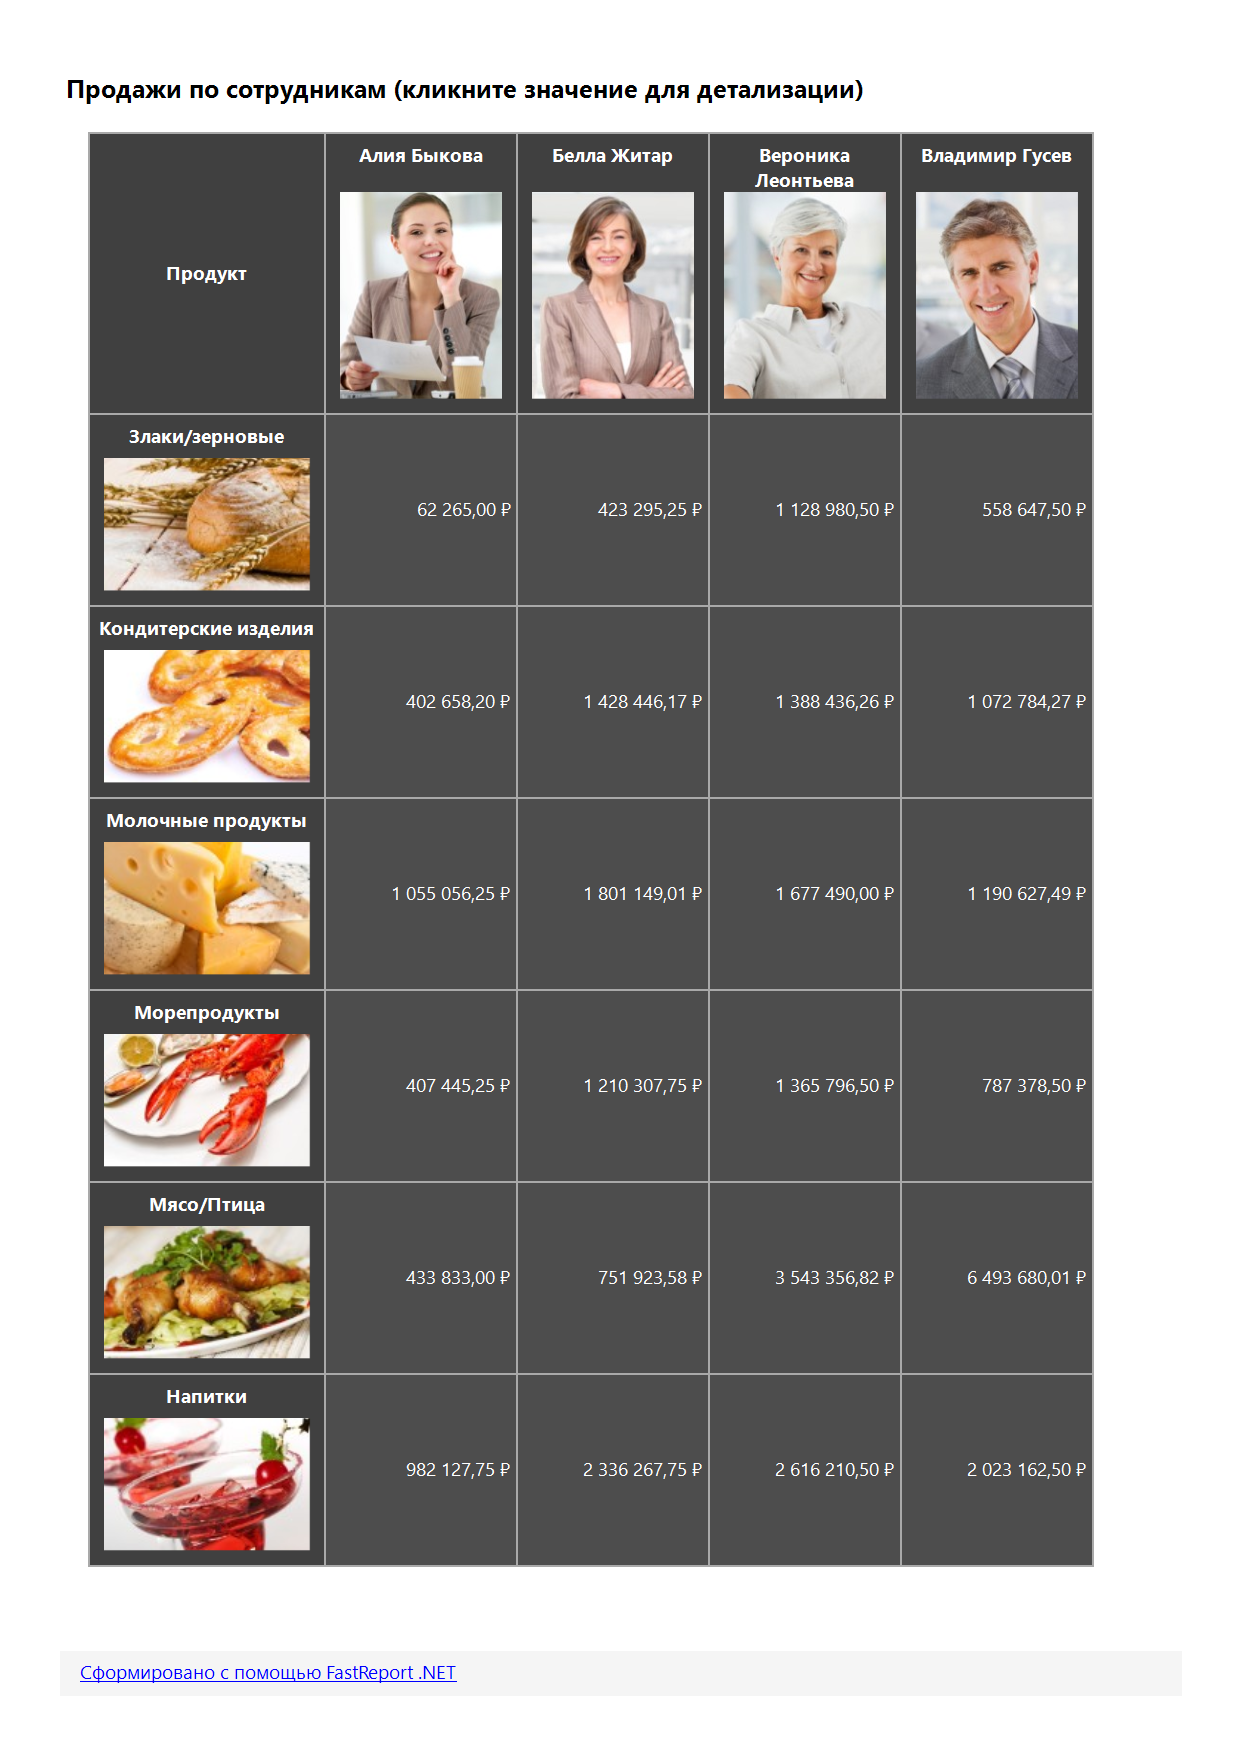 Продажи по сотрудникам (кликните значение для детализации)
Продукт
Алия Быкова
Белла Житар
Вероника
Леонтьева
Владимир Гусев
Злаки/зерновые
62 265,00 ₽
423 295,25 ₽
1 128 980,50 ₽
558 647,50 ₽
Кондитерские изделия
402 658,20 ₽
1 428 446,17 ₽
1 388 436,26 ₽
1 072 784,27 ₽
Молочные продукты
1 055 056,25 ₽
1 801 149,01 ₽
1 677 490,00 ₽
1 190 627,49 ₽
Морепродукты
407 445,25 ₽
1 210 307,75 ₽
1 365 796,50 ₽
787 378,50 ₽
Мясо/Птица
433 833,00 ₽
751 923,58 ₽
3 543 356,82 ₽
6 493 680,01 ₽
Напитки
982 127,75 ₽
2 336 267,75 ₽
2 616 210,50 ₽
2 023 162,50 ₽
Сформировано с помощью FastReport .NET